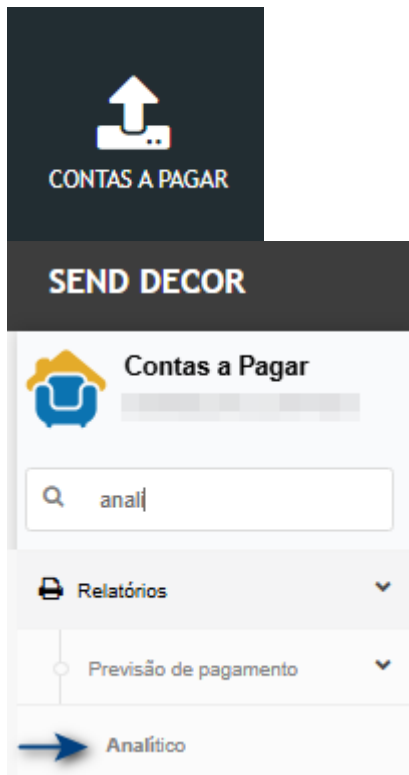 CONTAS A PAGAR
SEND DECOR
Contas a Pagar
anali
Relatórios
Previsão de pagamento
Analítico